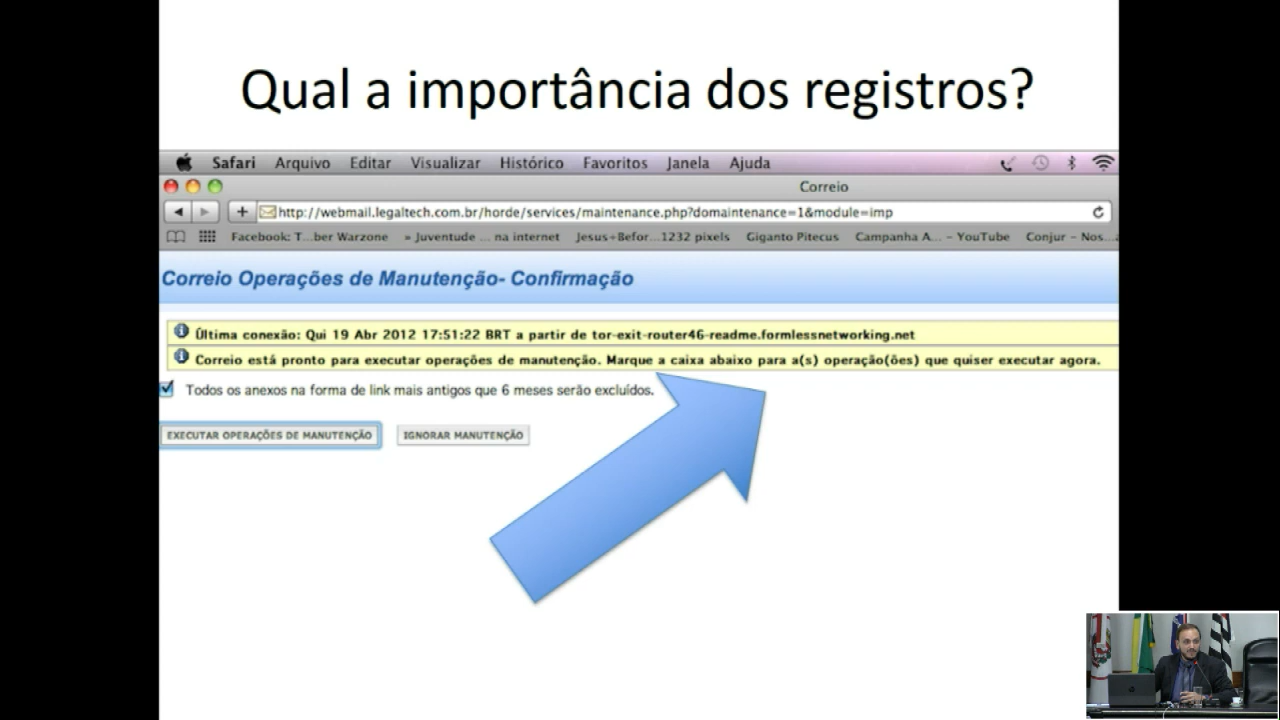 Qual a importância dos registros?
Safari Arquivo Editar Visualizar Histórico Favoritos Janela Ajuda
Correio
http://webmail.legaltech.com.br/horde/services/maintenance.php?domaintenance=1&module=imp
Facebook: T...ber Warzone » Juventude ... na internet Jesus+Befor...1232 pixels Giganto Pitecus Campanha A... - YouTube Conjur - Nos...
Correio Operações de Manutenção- Confirmação
Última conexão: Qui 19 Abr 2012 17:51:22 BRT a partir de tor-exit-router46-readme.formlessnetworking.net
Correio está pronto para executar operações de manutenção. Marque a caixa abaixo para a(s) operação(ões) que quiser executar agora.
Todos os anexos na forma de link mais antigos que 6 meses serão excluídos.
EXECUTAR OPERAÇÕES DE MANUTENÇÃO IGNORAR MANUTENÇÃO